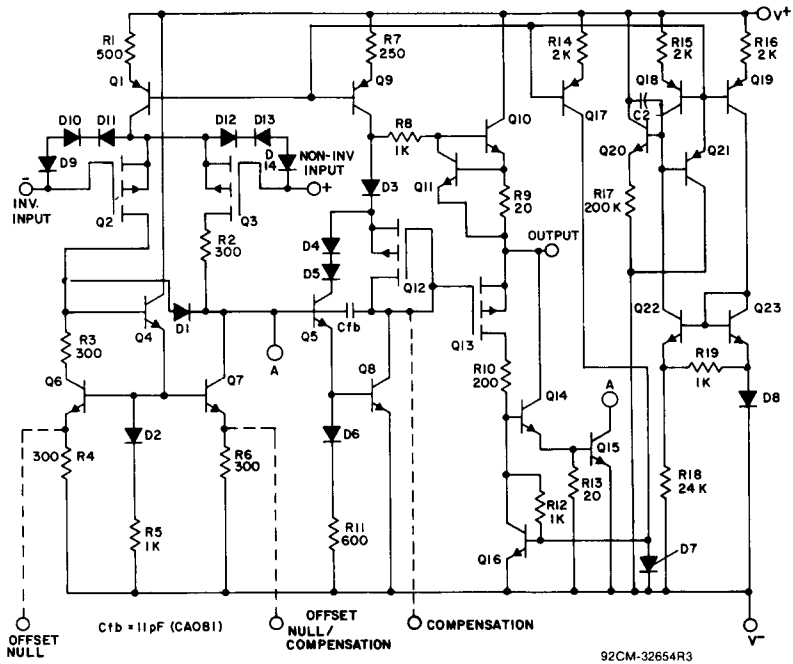 V+
R1
500
R7
250
R14
2K
R15
2K
R16
2K
Q1
Q9
Q17
Q18
Q19
D10
D11
D12
D13
R8
1K
Q10
C2
D9
D
14
NON-INV
INPUT
Q20
Q21
–
INV.
INPUT
+
Q2
Q3
D3
Q11
R9
20
R17
200K
R2
300
D4
D5
OUTPUT
Q12
Q22
Q23
D1
Q4
A
Q5
Cfb
Q13
R3
300
R10
200
R19
1K
Q6
Q7
Q8
Q14
A
D8
D2
D6
Q15
300
R4
R6
300
R13
20
R18
24K
R12
1K
R5
1K
R11
600
Q16
D7
OFFSET
NULL
Cfb = 11pF (CA081)
OFFSET
NULL/
COMPENSATION
COMPENSATION
V–
92CM-32654R3